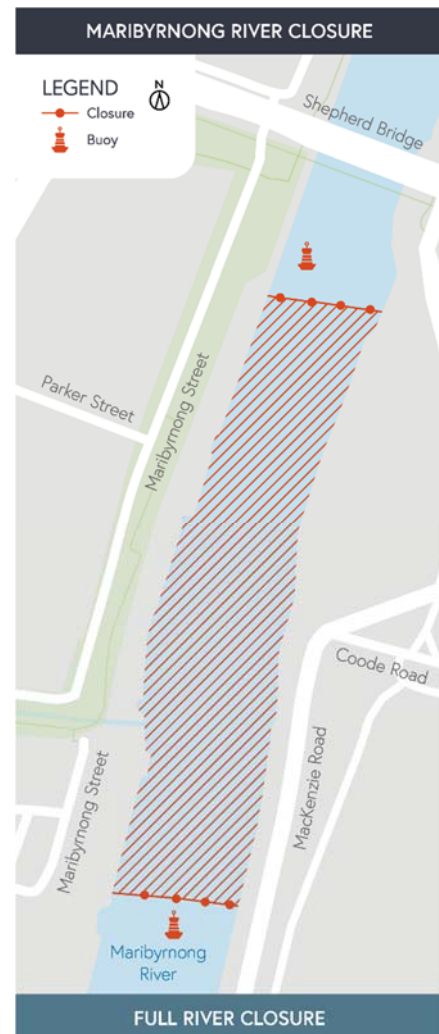 MARIBYRNONG RIVER CLOSURE
LEGEND
N
Closure
Buoy
Shepherd Bridge
Parker Street
Maribyrnong Street
Coode Road
MacKenzie Road
Maribyrnong Street
Maribyrnong
River
FULL RIVER CLOSURE